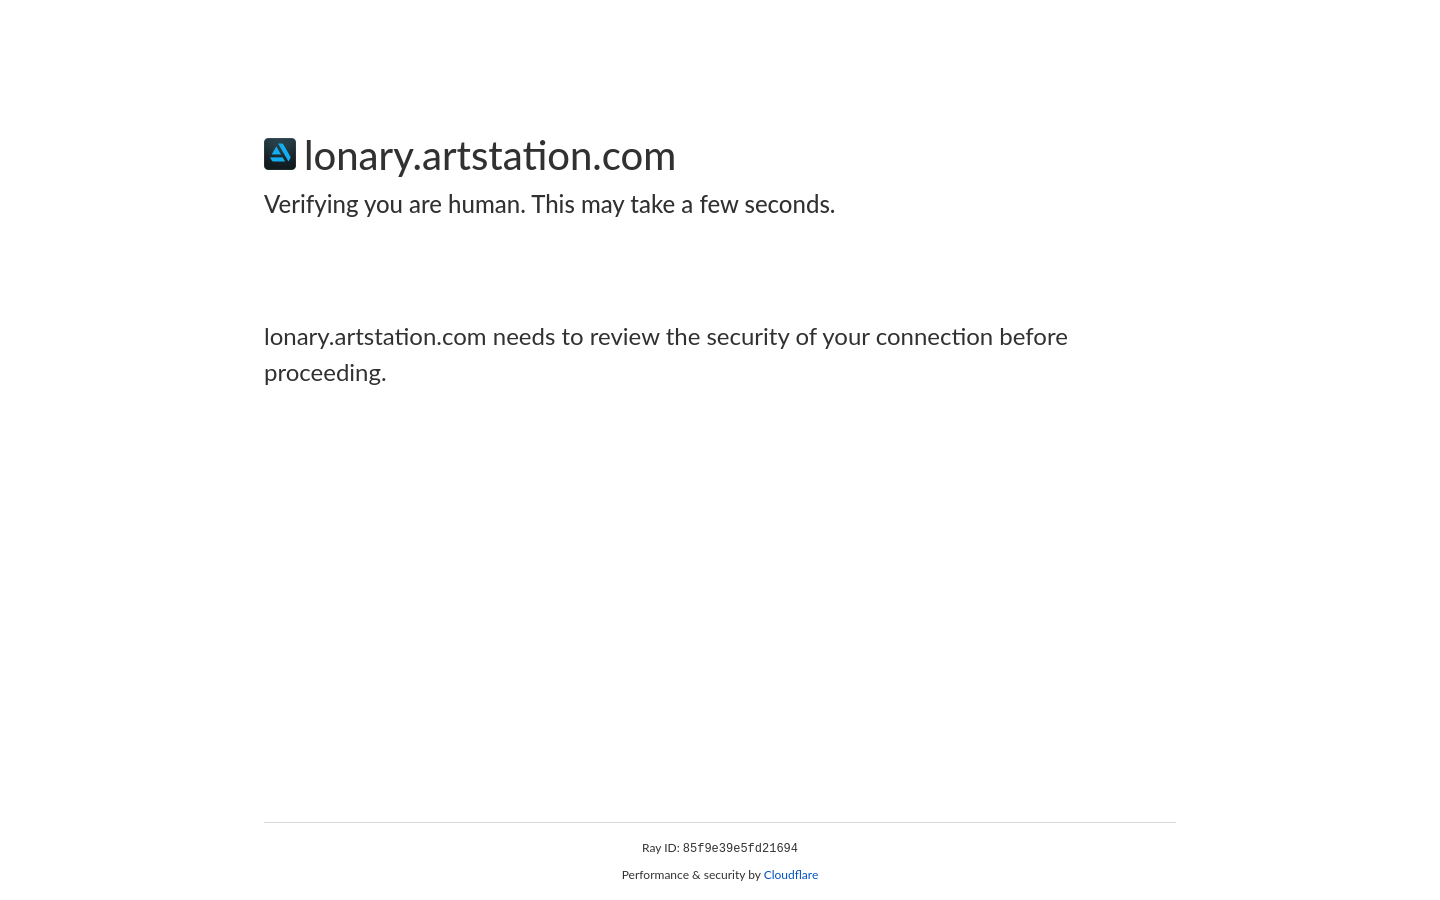 lonary.artstation.com
Verifying you are human. This may take a few seconds.
lonary.artstation.com needs to review the security of your connection before
proceeding.
Ray ID: 85f9e39e5fd21694
Performance & security by Cloudflare